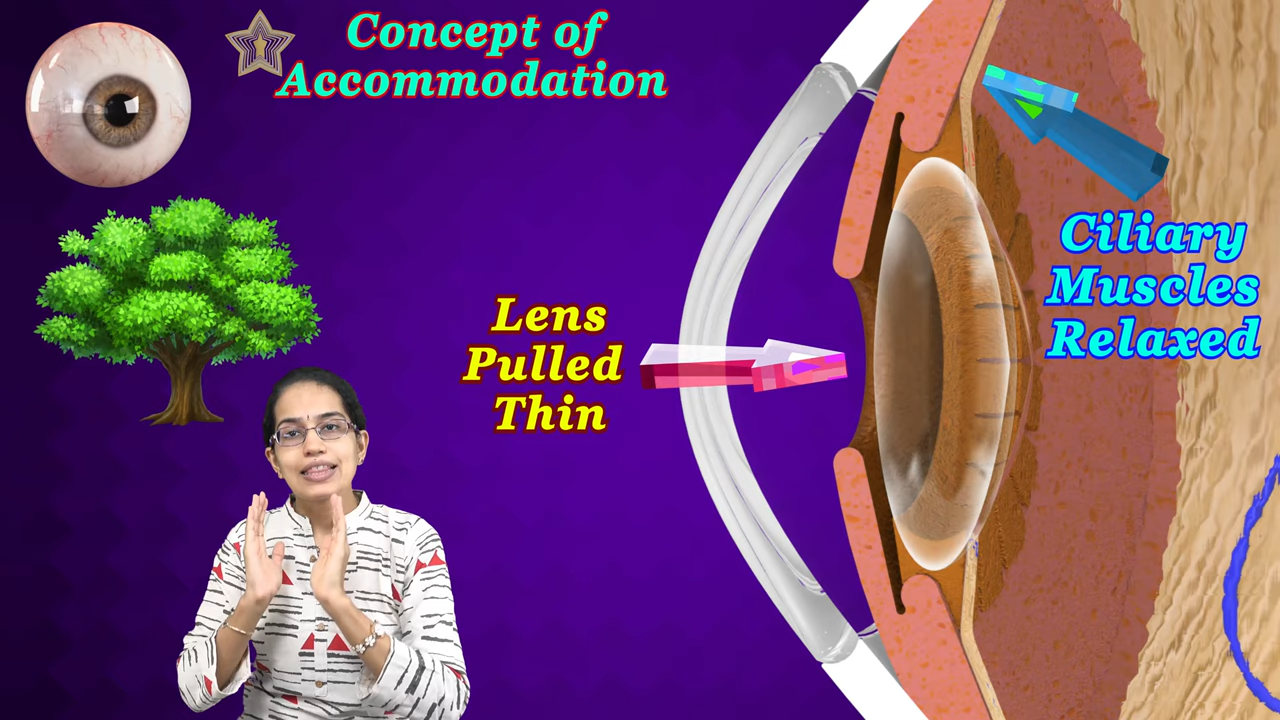 Concept of
Accommodation
Lens
Pulled
Thin
Ciliary
Muscles
Relaxed